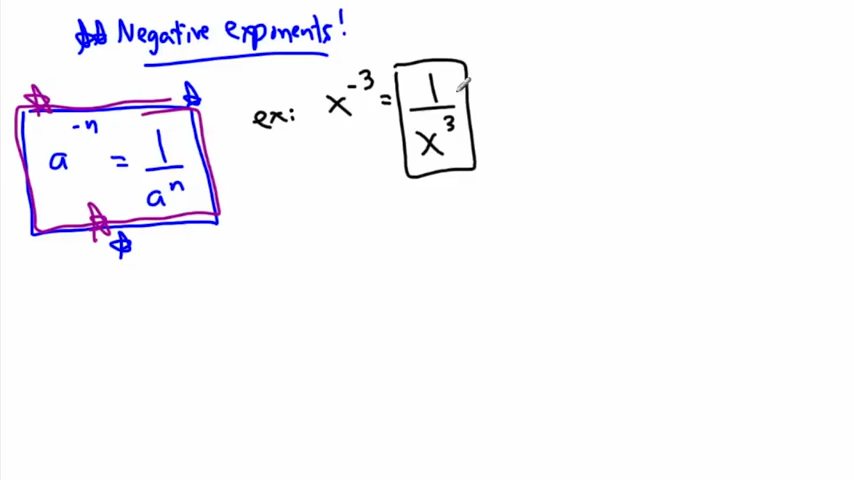 Negative exponents!
a^-n = 1/a^n
ex: x^-3 = 1/x^3